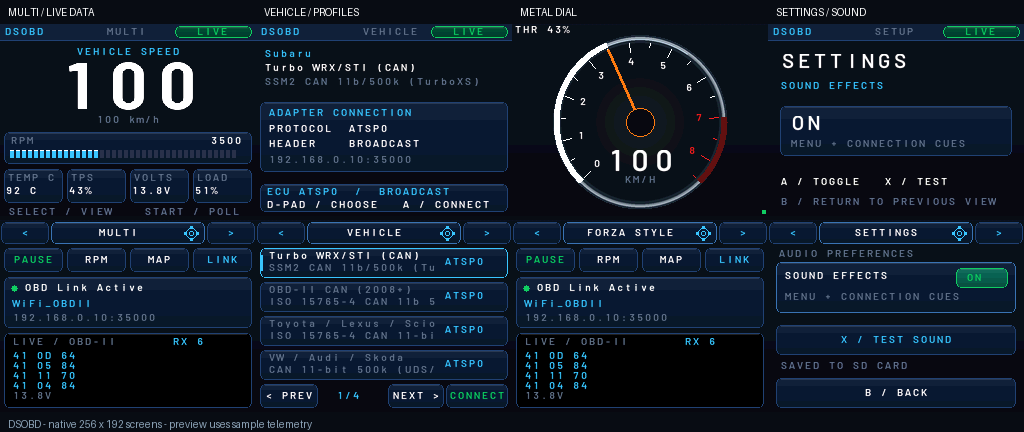 MULTI / LIVE DATA
DSOBD MULTI LIVE
VEHICLE SPEED
100
100 km/h
RPM 3500
TEMP C TPS VOLTS LOAD
92 C 43% 13.8V 51%
SELECT / VIEW START / POLL
< MULTI >
PAUSE RPM MAP LINK
OBD Link Active
WiFi_OBDII
192.168.0.10:35000
LIVE / OBD-II RX 6
41 0D 64
41 05 84
41 11 70
41 04 84
13.8V
VEHICLE / PROFILES
DSOBD VEHICLE LIVE
Subaru
Turbo WRX/STI (CAN)
SSM2 CAN 11b/500k (TurboXS)
ADAPTER CONNECTION
PROTOCOL ATSP0
HEADER BROADCAST
192.168.0.10:35000
ECU ATSP0 / BROADCAST
D-PAD / CHOOSE A / CONNECT
< VEHICLE >
Turbo WRX/STI (CAN)
SSM2 CAN 11b/500k (Tu ATSP0
OBD-II CAN (2008+)
ISO 15765-4 CAN 11b 5 ATSP0
Toyota / Lexus / Scio
ISO 15765-4 CAN 11-bi ATSP0
VW / Audi / Skoda
CAN 11-bit 500k (UDS/ ATSP0
< PREV 1/4 NEXT > CONNECT
METAL DIAL
THR 43%
0
1
2
3
4
5
6
7
8
100
KM/H
< FORZA STYLE >
PAUSE RPM MAP LINK
OBD Link Active
WiFi_OBDII
192.168.0.10:35000
LIVE / OBD-II RX 6
41 0D 64
41 05 84
41 11 70
41 04 84
13.8V
SETTINGS / SOUND
DSOBD SETUP LIVE
SETTINGS
SOUND EFFECTS
ON
MENU + CONNECTION CUES
A / TOGGLE X / TEST
B / RETURN TO PREVIOUS VIEW
< SETTINGS >
AUDIO PREFERENCES
SOUND EFFECTS ON
MENU + CONNECTION CUES
X / TEST SOUND
SAVED TO SD CARD
B / BACK
DSOBD - native 256 x 192 screens - preview uses sample telemetry